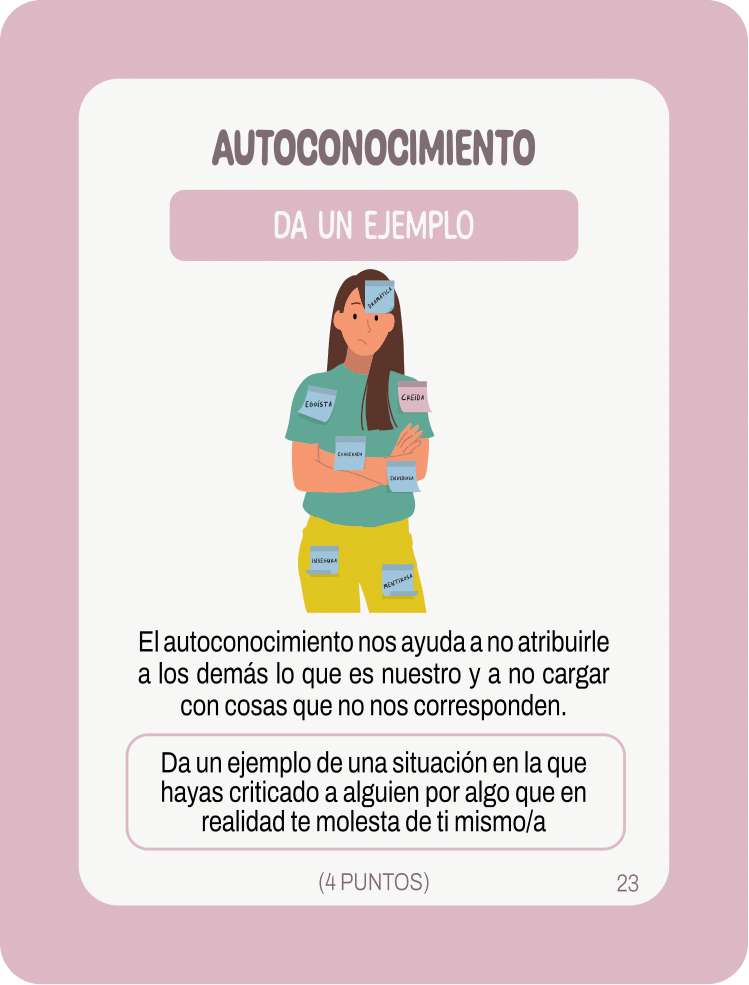 AUTOCONOCIMIENTO
DA UN EJEMPLO
DRAMÁTICA
EGOÍSTA
CREÍDA
EXAGERADA
ENVIDIOSA
INSEGURA
MENTIROSA
El autoconocimiento nos ayuda a no atribuirle
a los demás lo que es nuestro y a no cargar
con cosas que no nos corresponden.
Da un ejemplo de una situación en la que
hayas criticado a alguien por algo que en
realidad te molesta de ti mismo/a
(4 PUNTOS)
23